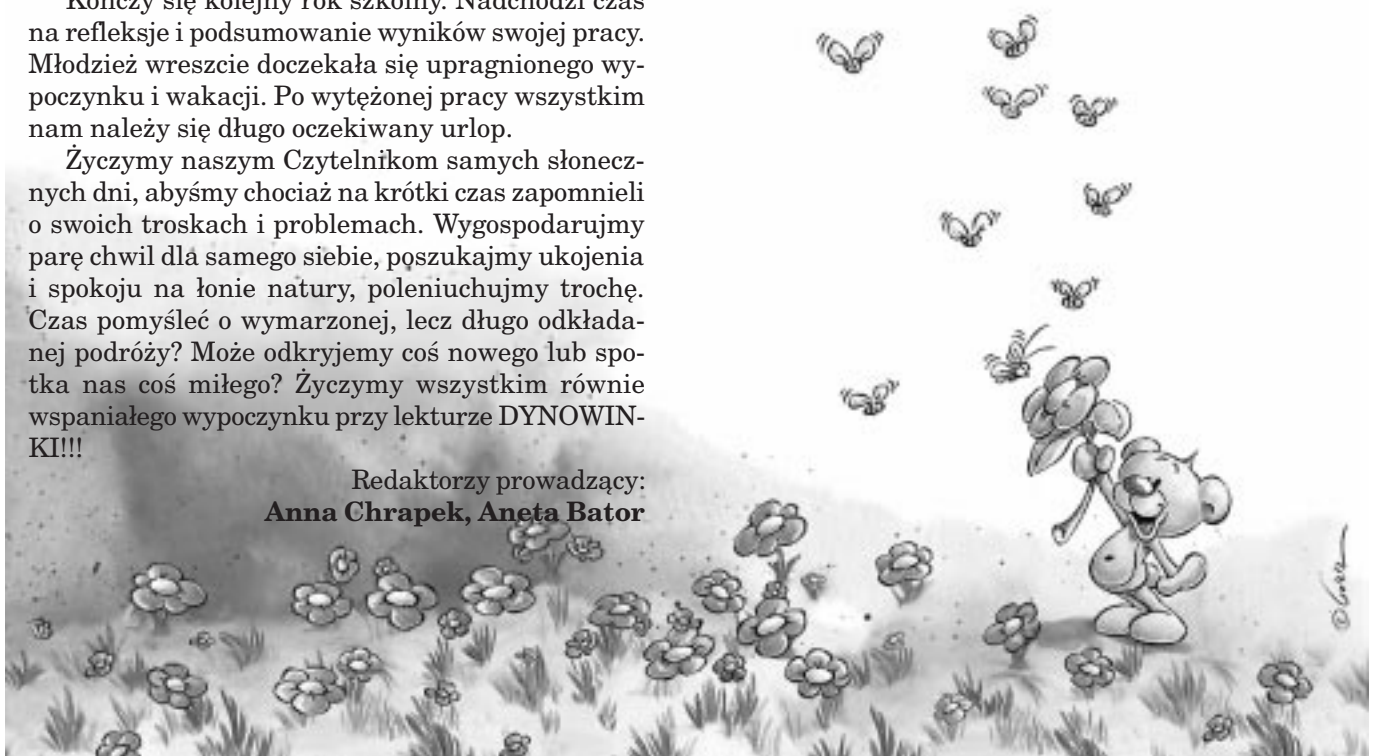 Kończy się kolejny rok szkolny. Nadchodzi czas
na refleksje i podsumowanie wyników swojej pracy.
Młodzież wreszcie doczekała się upragnionego wy-
poczynku i wakacji. Po wytężonej pracy wszystkim
nam należy się długo oczekiwany urlop.
Życzymy naszym Czytelnikom samych słonecz-
nych dni, abyśmy chociaż na krótki czas zapomnieli
o swoich troskach i problemach. Wygospodarujmy
parę chwil dla samego siebie, poszukajmy ukojenia
i spokoju na łonie natury, poleniuchujmy trochę.
Czas pomyśleć o wymarzonej, lecz długo odkłada-
nej podróży? Może odkryjemy coś nowego lub spo-
tka nas coś miłego? Życzymy wszystkim równie
wspaniałego wypoczynku przy lekturze DYNOWIN-
KI!!!
Redaktorzy prowadzący:
Anna Chrapek, Aneta Bator